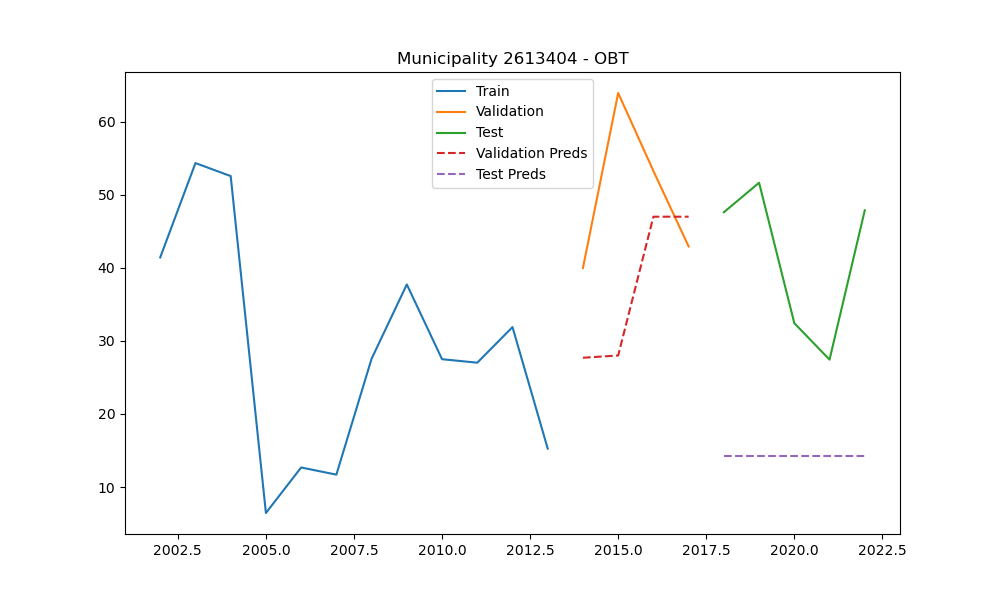 Municipality 2613404 - OBT
Train
Validation
Test
Validation Preds
Test Preds
60
50
40
30
20
10
2002.5 2005.0 2007.5 2010.0 2012.5 2015.0 2017.5 2020.0 2022.5